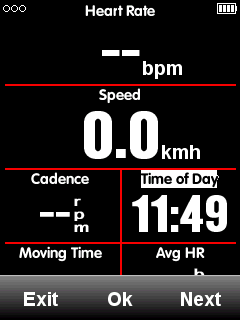 Heart Rate
-- bpm
Speed
0.0 kmh
Cadence
Time of Day
-- rpm
11:49
Moving Time
Avg HR
Exit
Ok
Next